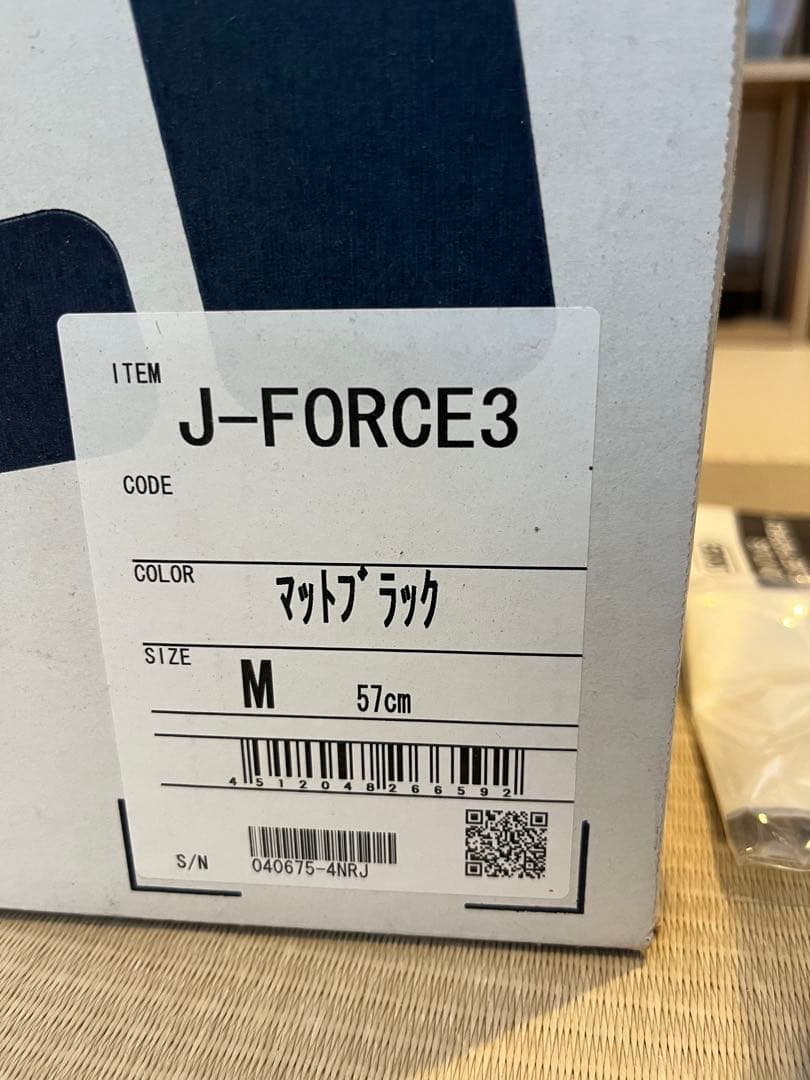 ITEM
J-FORCE3
CODE
COLOR
ﾏｯﾄﾌﾞﾗｯｸ
SIZE
M 57cm
4512048266592
S/N
040675-4NRJ